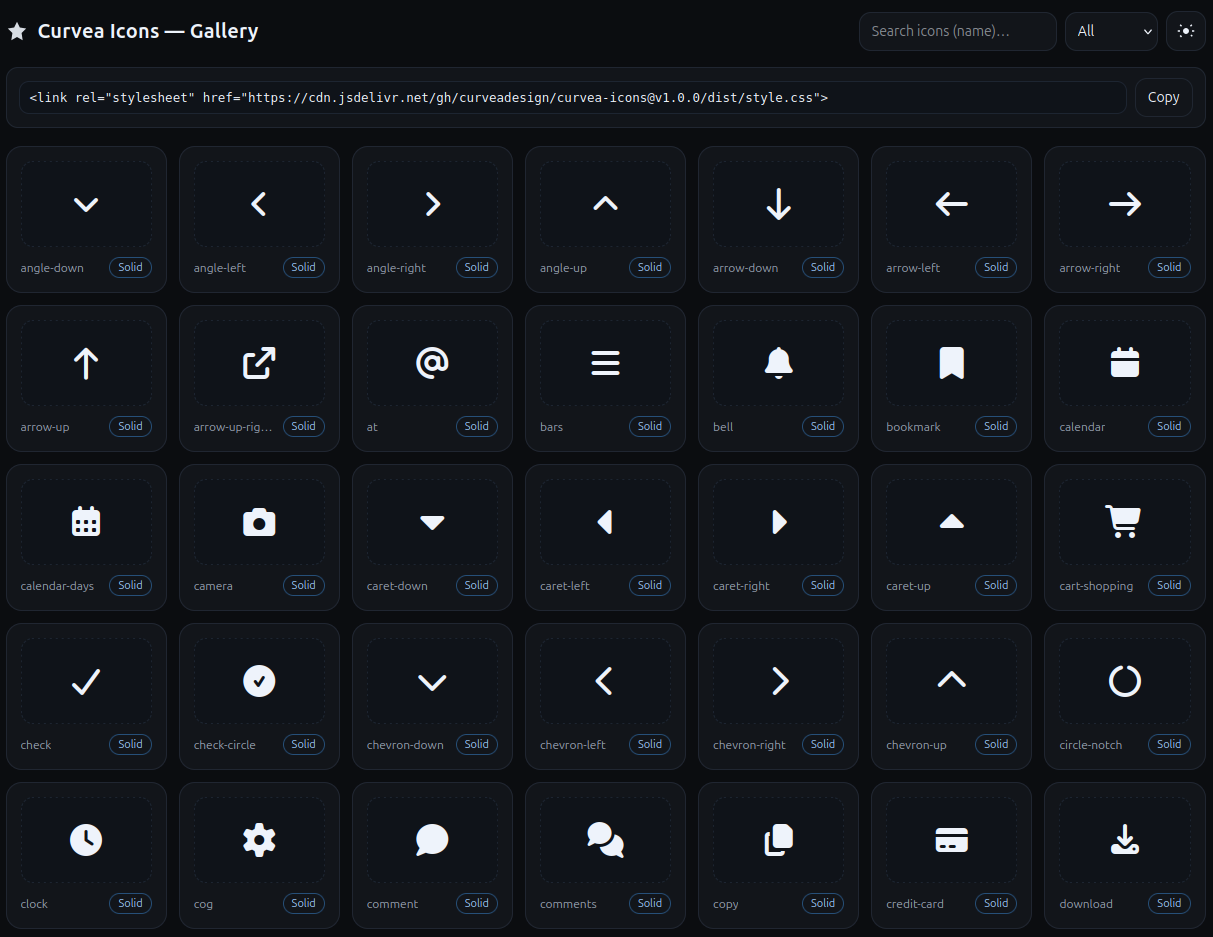 Curvea Icons — Gallery
Search icons (name)...
All
<link rel="stylesheet" href="https://cdn.jsdelivr.net/gh/curveadesign/curvea-icons@v1.0.0/dist/style.css">
Copy
angle-down Solid
angle-left Solid
angle-right Solid
angle-up Solid
arrow-down Solid
arrow-left Solid
arrow-right Solid
arrow-up Solid
arrow-up-rig... Solid
at Solid
bars Solid
bell Solid
bookmark Solid
calendar Solid
calendar-days Solid
camera Solid
caret-down Solid
caret-left Solid
caret-right Solid
caret-up Solid
cart-shopping Solid
check Solid
check-circle Solid
chevron-down Solid
chevron-left Solid
chevron-right Solid
chevron-up Solid
circle-notch Solid
clock Solid
cog Solid
comment Solid
comments Solid
copy Solid
credit-card Solid
download Solid